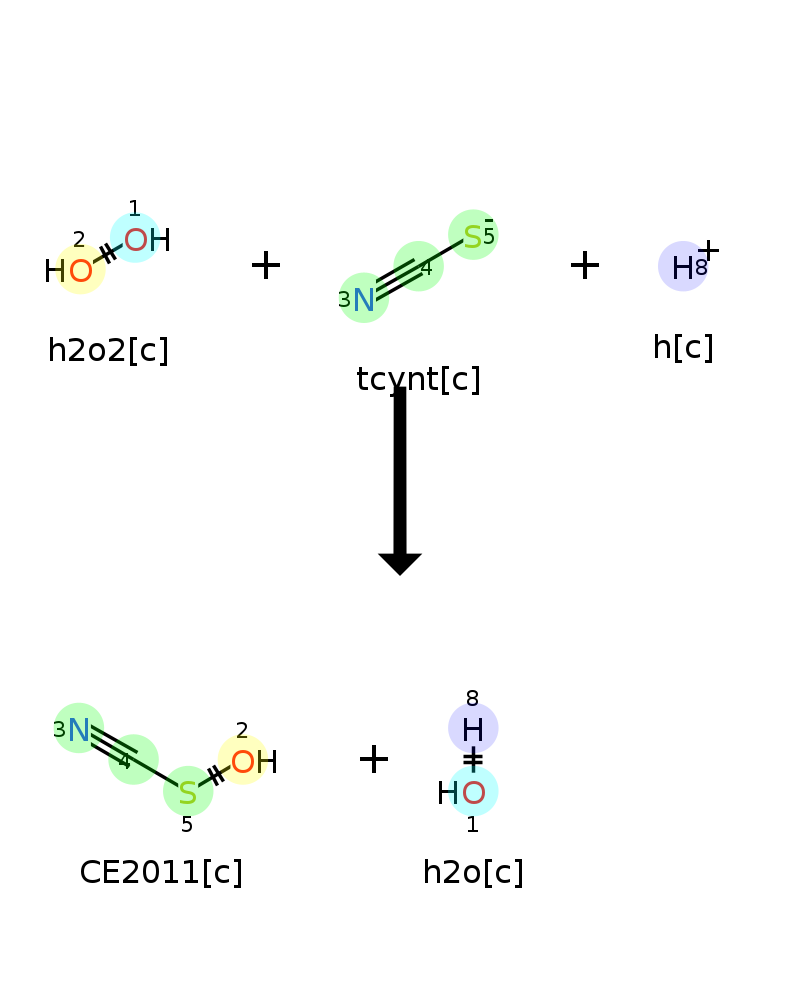 1
2
HO OH
+
N S -
3 4 5
+
H +
8
h2o2[c]
tcynt[c]
h[c]
N S OH
3 4 5 2
+
8
H
HO
1
CE2011[c]
h2o[c]